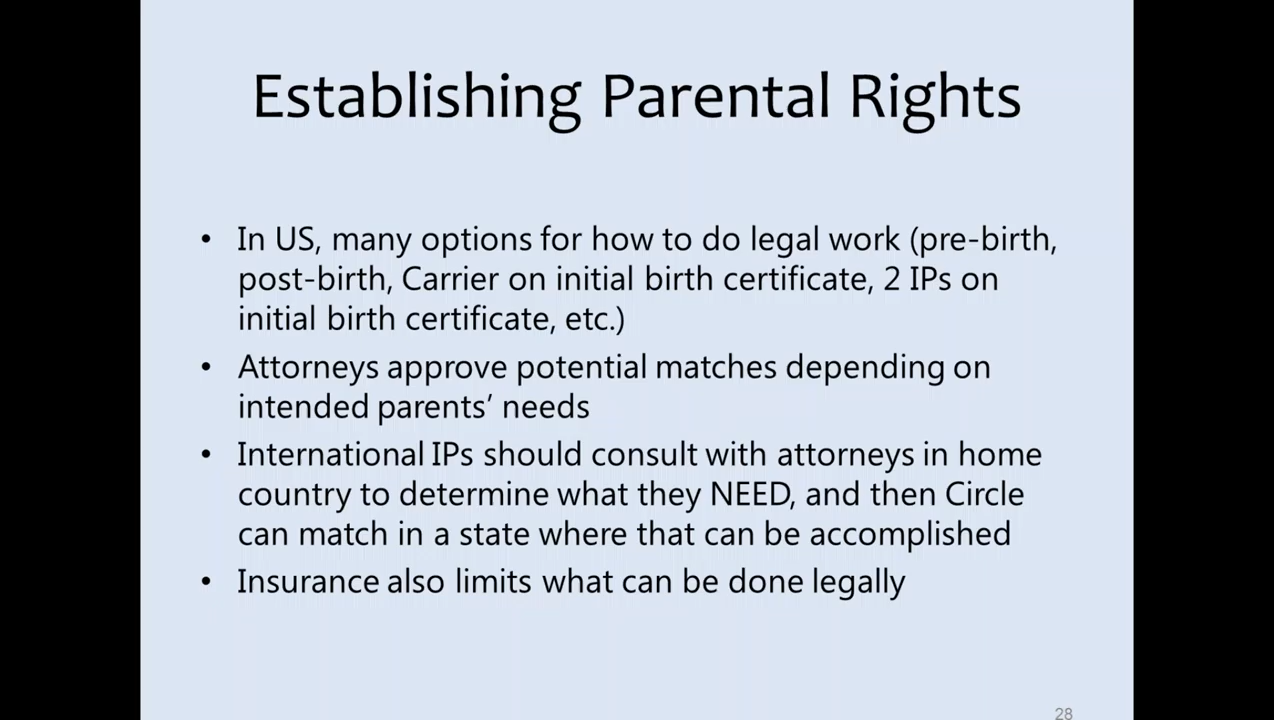 Establishing Parental Rights
• In US, many options for how to do legal work (pre-birth,
post-birth, Carrier on initial birth certificate, 2 IPs on
initial birth certificate, etc.)
• Attorneys approve potential matches depending on
intended parents’ needs
• International IPs should consult with attorneys in home
country to determine what they NEED, and then Circle
can match in a state where that can be accomplished
• Insurance also limits what can be done legally
28